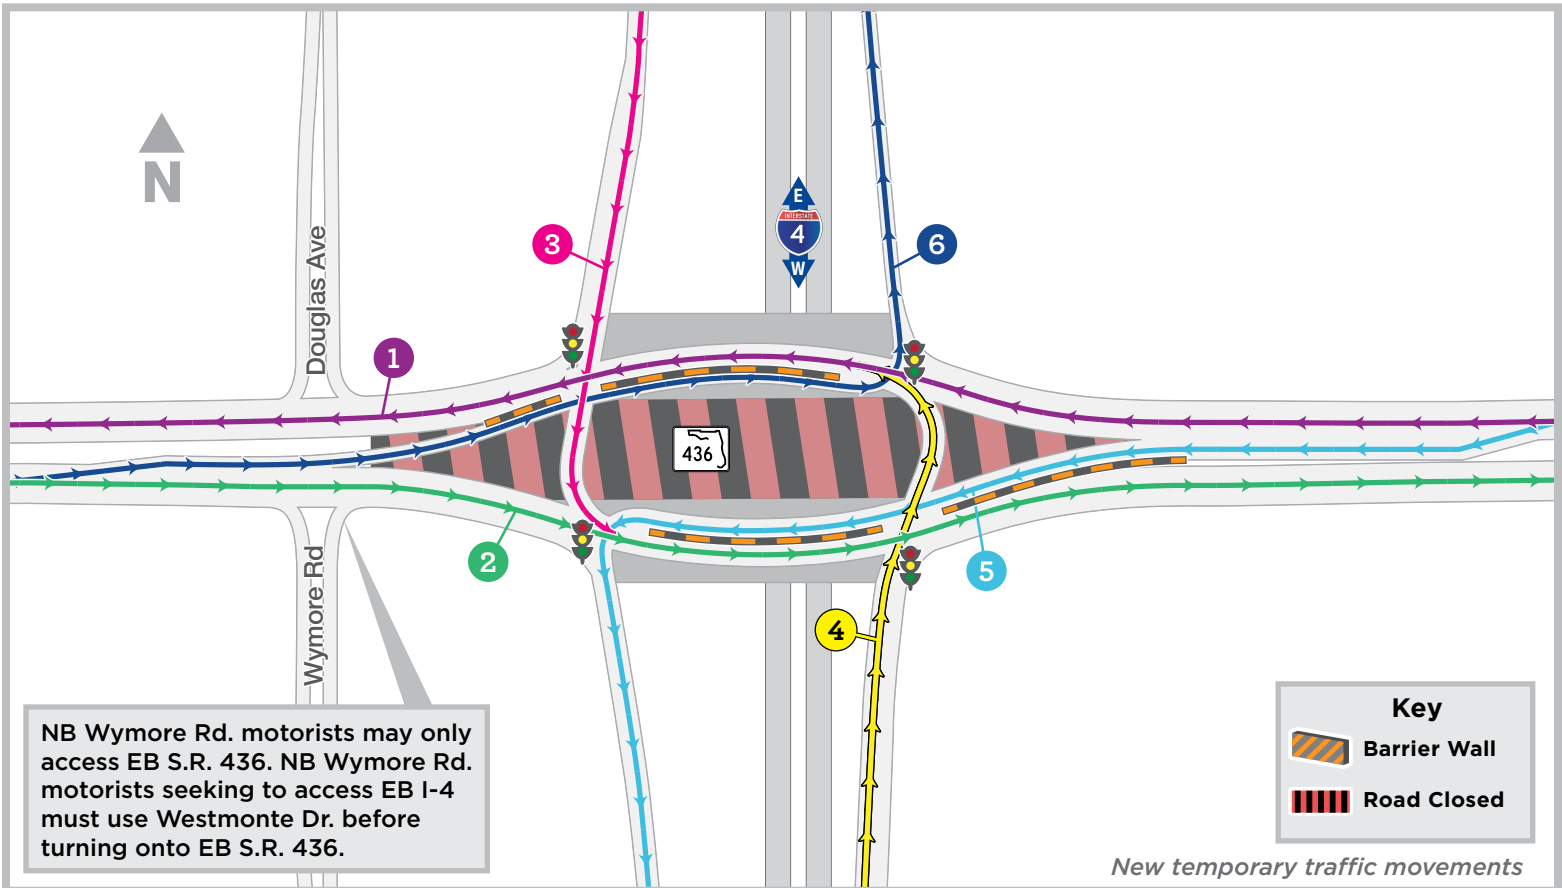 N
Douglas Ave
1
3
E
INTERSTATE
4
W
6
436
2
5
Wymore Rd
4
NB Wymore Rd. motorists may only
access EB S.R. 436. NB Wymore Rd.
motorists seeking to access EB I-4
must use Westmonte Dr. before
turning onto EB S.R. 436.
Key
Barrier Wall
Road Closed
New temporary traffic movements